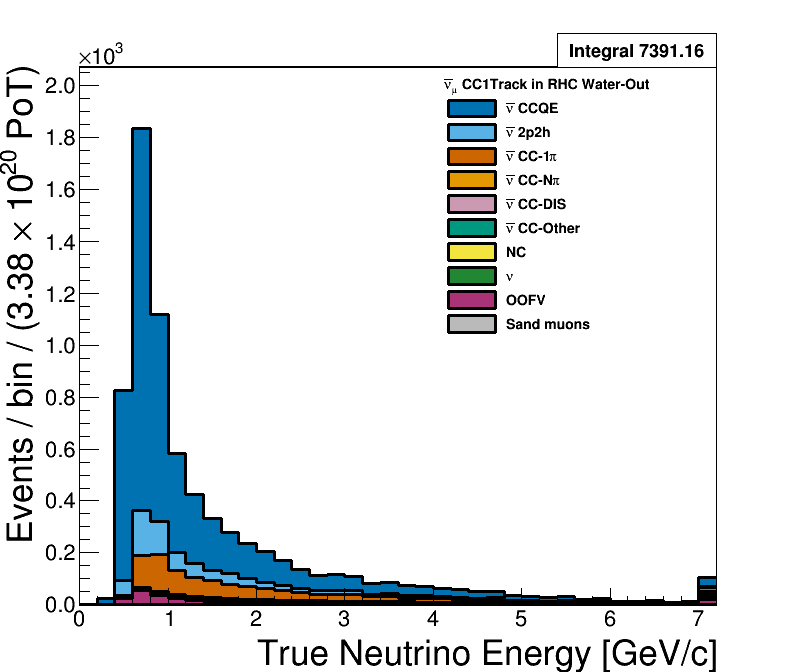 Integral 7391.16
×10³
ν̅μ CC1Track in RHC Water-Out
ν̅ CCQE
ν̅ 2p2h
ν̅ CC-1π
ν̅ CC-Nπ
ν̅ CC-DIS
ν̅ CC-Other
NC
ν
OOFV
Sand muons
Events / bin / (3.38 × 10²⁰ PoT)
2.0
1.8
1.6
1.4
1.2
1.0
0.8
0.6
0.4
0.2
0.0
0 1 2 3 4 5 6 7
True Neutrino Energy [GeV/c]